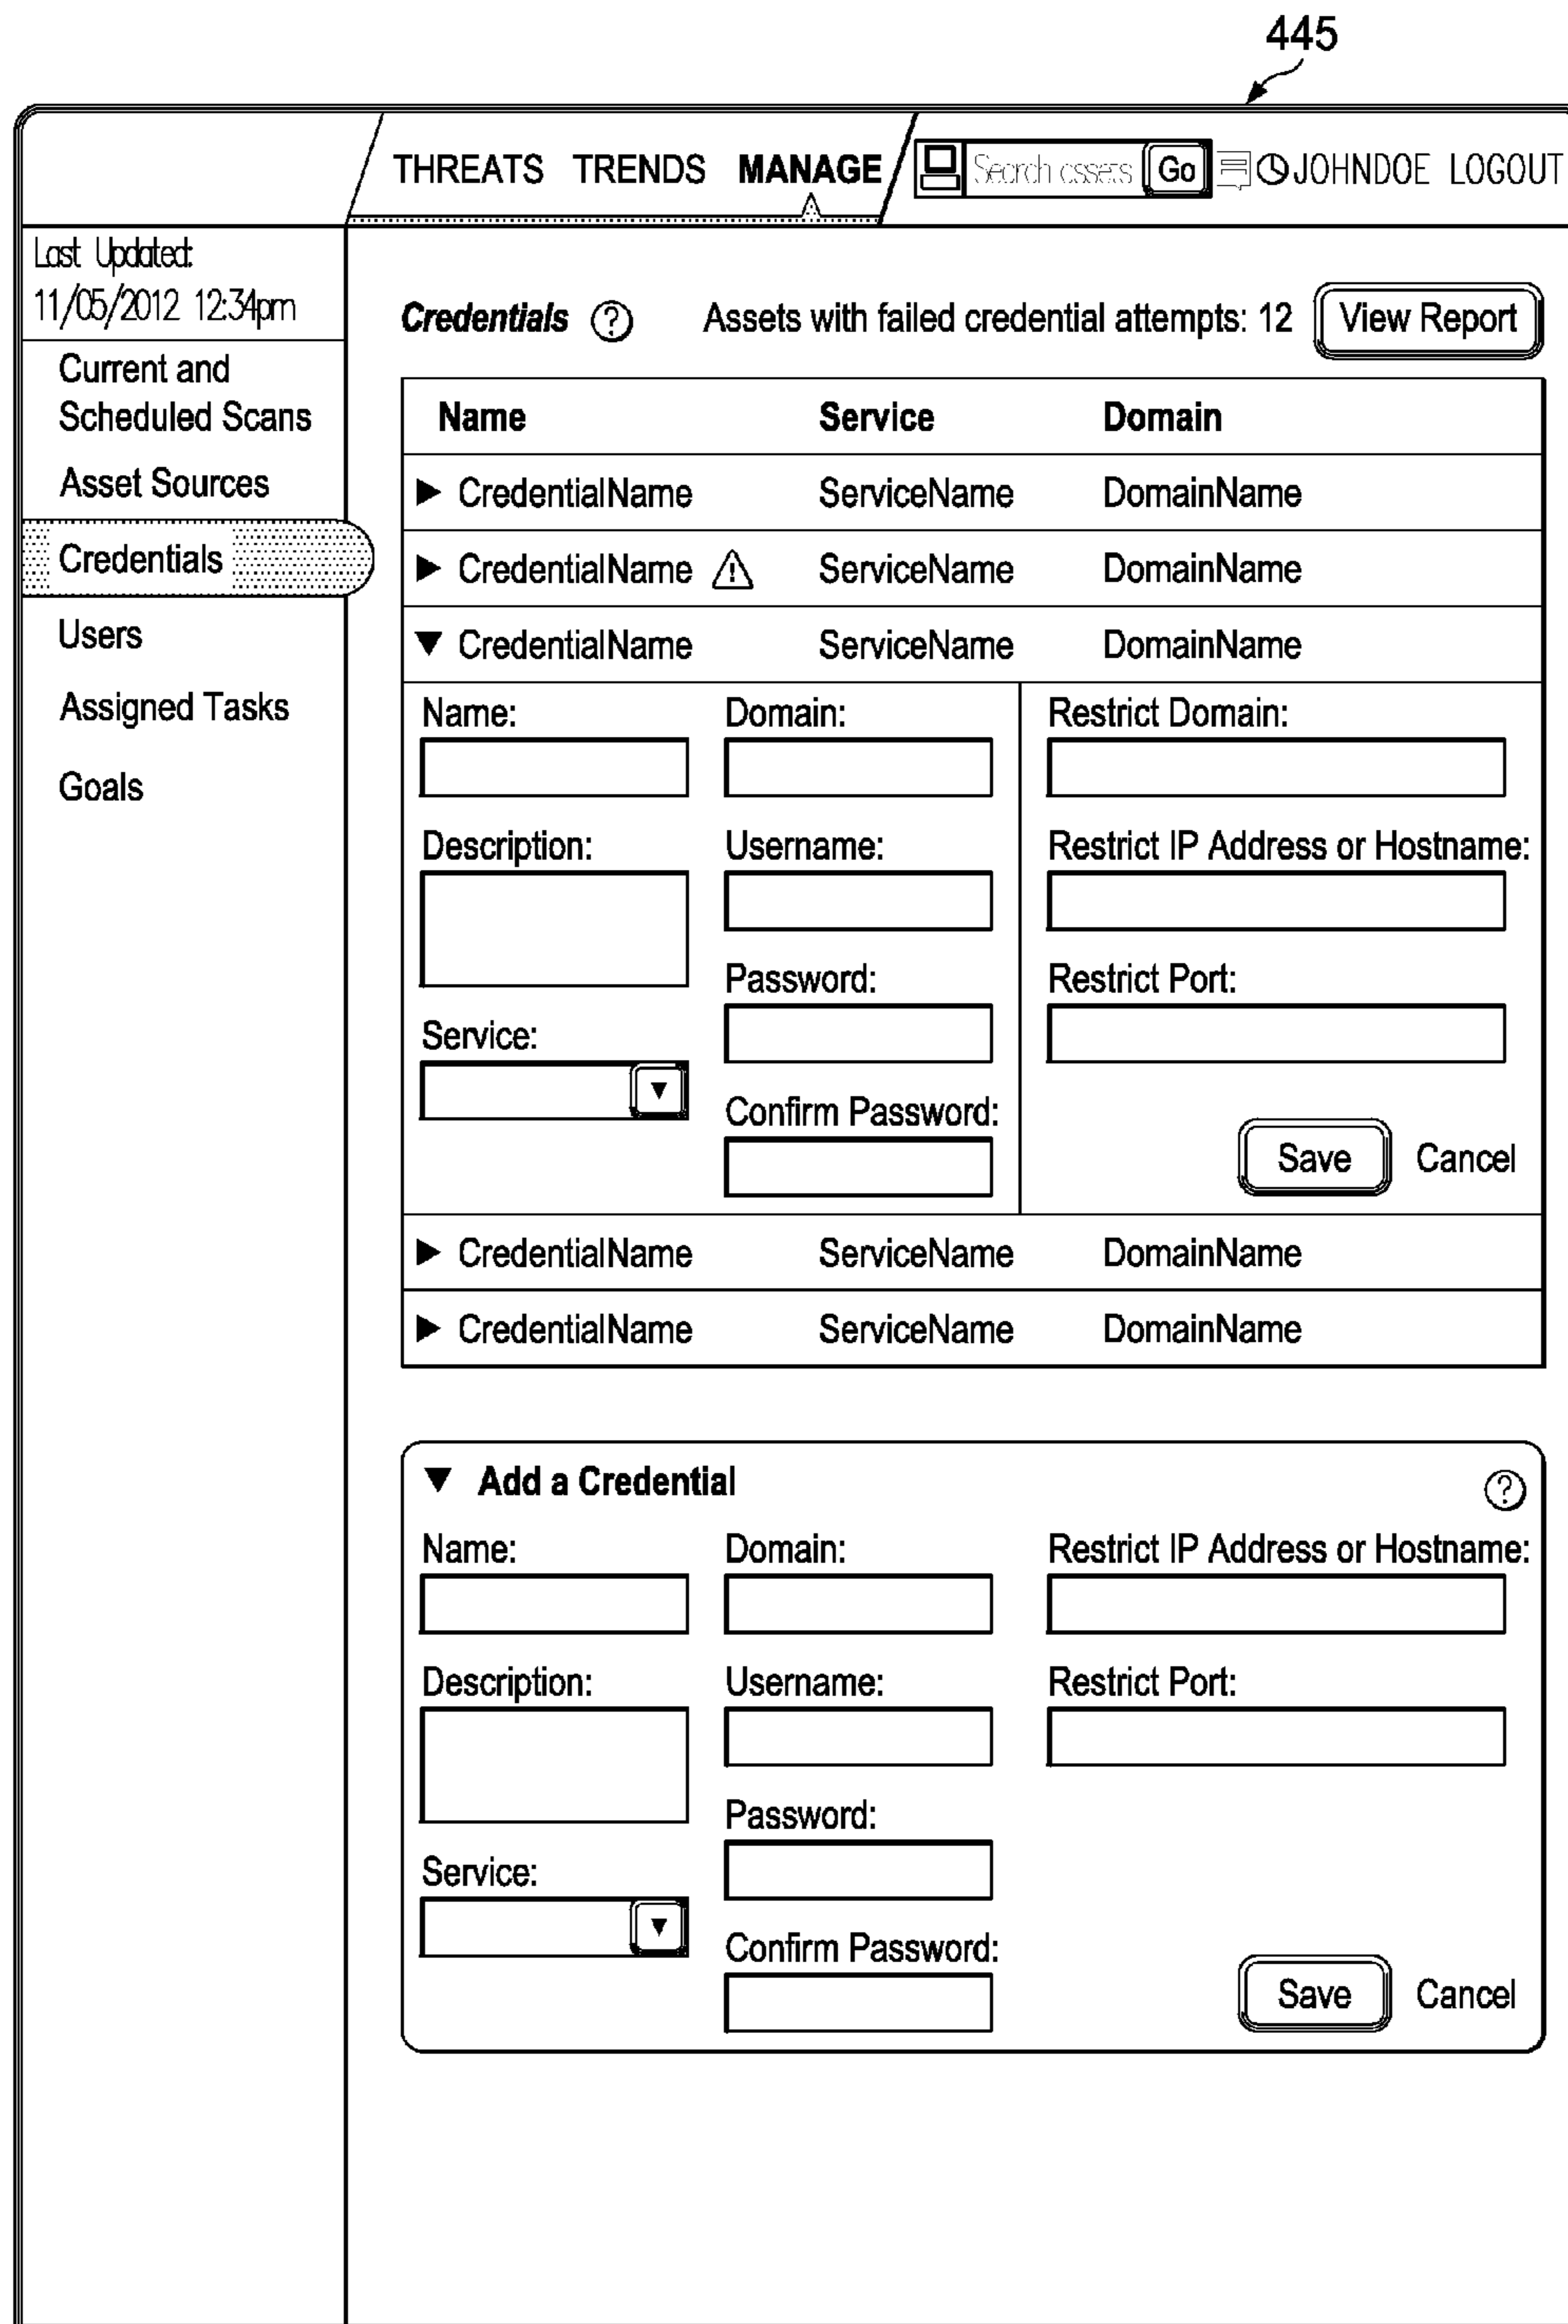 445
THREATS TRENDS MANAGE Search assets Go JOHNDOE LOGOUT
Last Updated:
11/05/2012 12:34pm
Current and
Scheduled Scans
Asset Sources
Credentials
Users
Assigned Tasks
Goals
Credentials ? Assets with failed credential attempts: 12 View Report
Name Service Domain
CredentialName ServiceName DomainName
CredentialName ServiceName DomainName
CredentialName ServiceName DomainName
Name: Domain: Restrict Domain:
Description: Username: Restrict IP Address or Hostname:
Password: Restrict Port:
Service:
Confirm Password:
Save Cancel
CredentialName ServiceName DomainName
CredentialName ServiceName DomainName
Add a Credential ?
Name: Domain: Restrict IP Address or Hostname:
Description: Username: Restrict Port:
Password:
Service:
Confirm Password:
Save Cancel